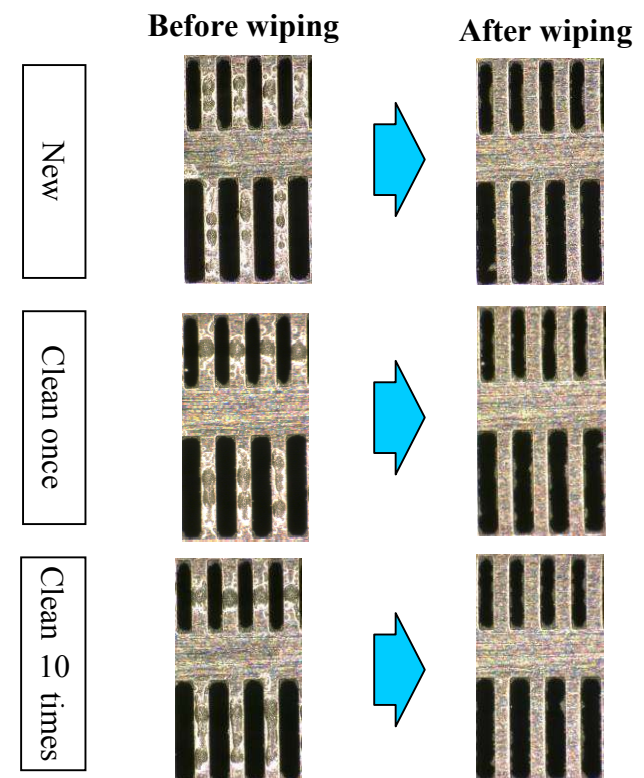 Before wiping
After wiping
New
Clean once
Clean 10
times